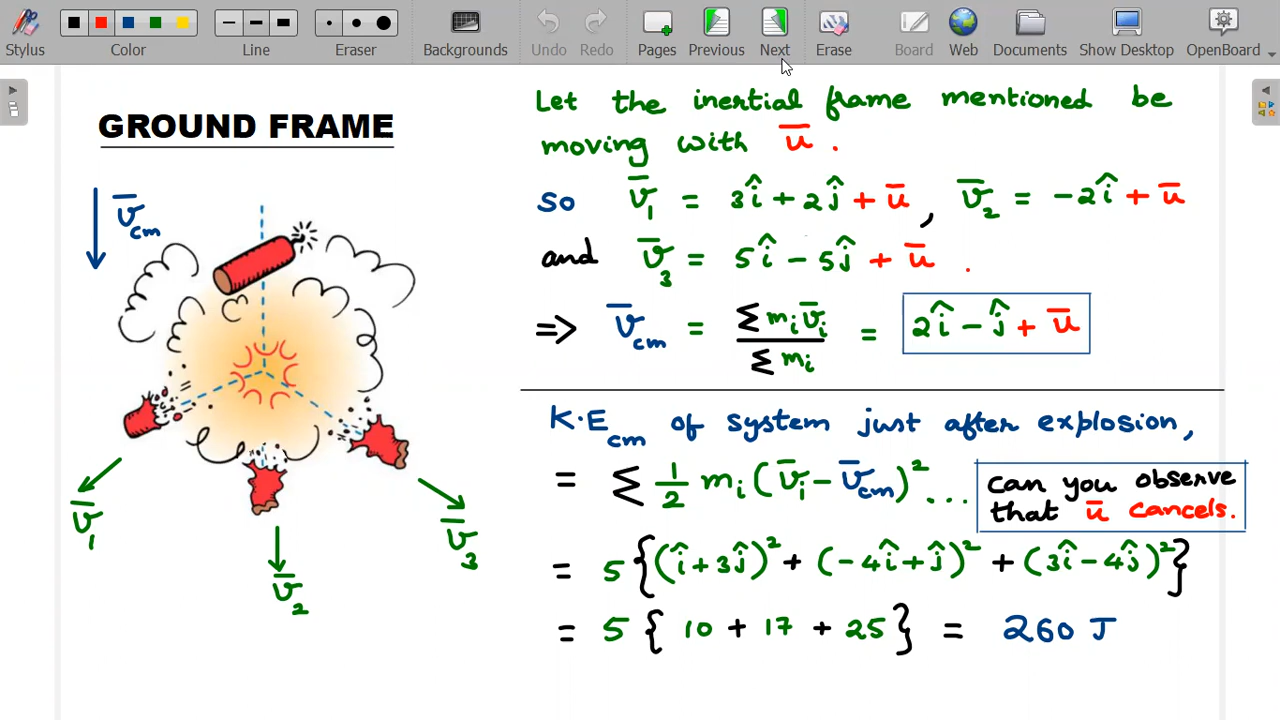 Stylus
Color
Line
Eraser
Backgrounds
Undo
Redo
Pages
Previous
Next
Erase
Board
Web
Documents
Show Desktop
OpenBoard
GROUND FRAME
v̅cm
v̅1
v̅2
v̅3
Let the inertial frame mentioned be
moving with u̅.
so v̅1 = 3î + 2ĵ + u̅, v̅2 = -2î + u̅
and v̅3 = 5î - 5ĵ + u̅.
=> v̅cm = Σ mi v̅i / Σ mi = 2î - ĵ + u̅
K.Ecm of system just after explosion,
= Σ 1/2 mi (v̅i - v̅cm)² ...
can you observe
that u̅ cancels.
= 5 {(î + 3ĵ)² + (-4î + ĵ)² + (3î - 4ĵ)²}
= 5 { 10 + 17 + 25 } = 260 J